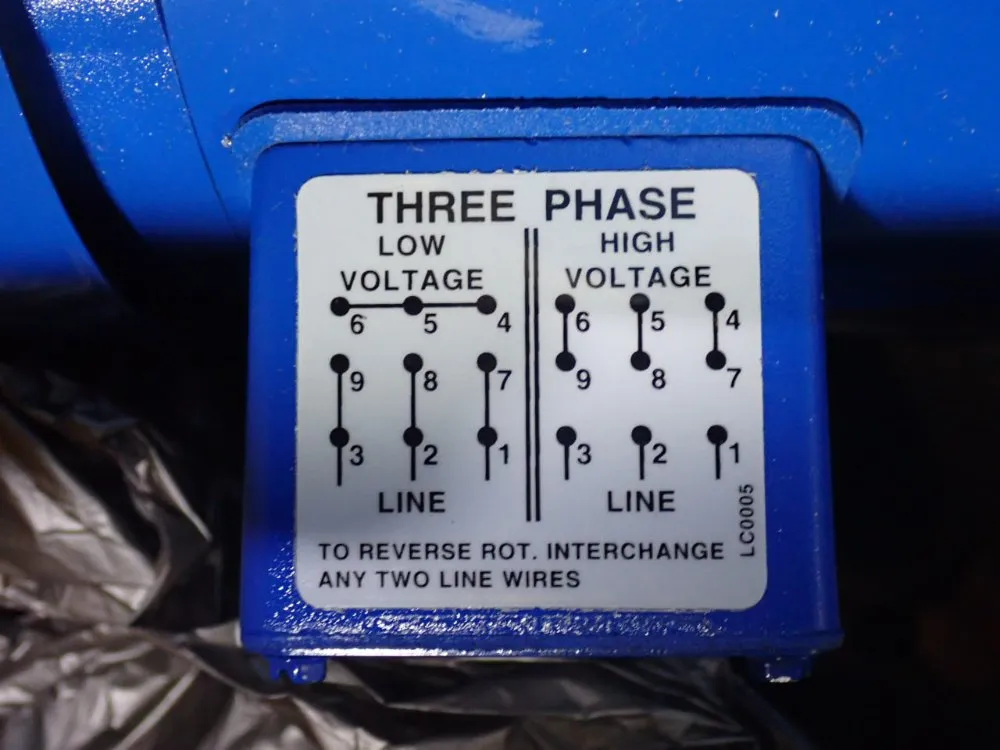 THREE PHASE
LOW
VOLTAGE
6 5 4
9 8 7
3 2 1
LINE
HIGH
VOLTAGE
6 5 4
9 8 7
3 2 1
LINE
LC0005
TO REVERSE ROT. INTERCHANGE
ANY TWO LINE WIRES